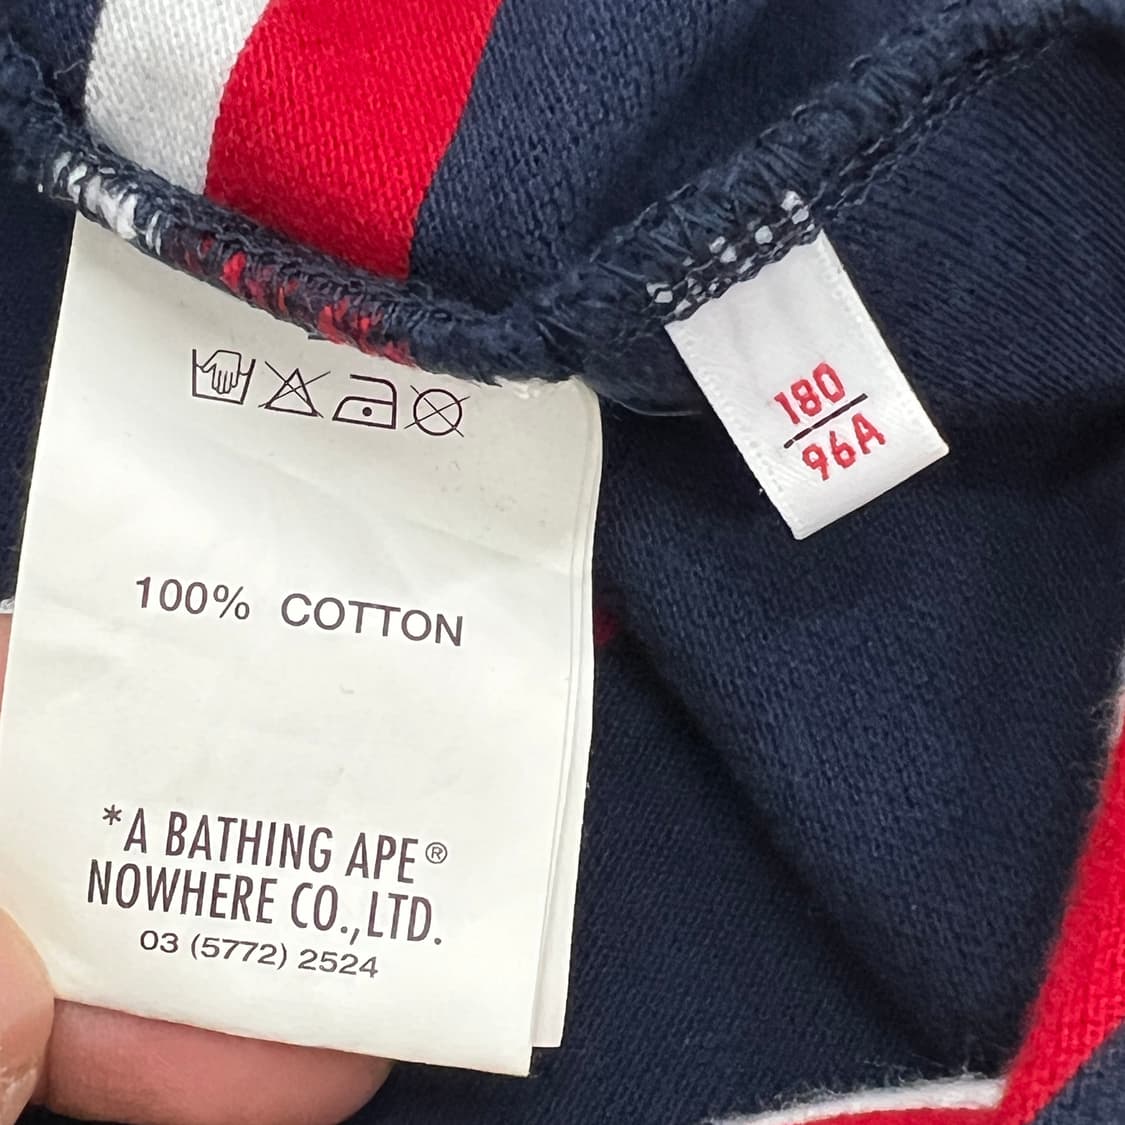 100% COTTON
*A BATHING APE®
NOWHERE CO.,LTD.
03 (5772) 2524
180
96A